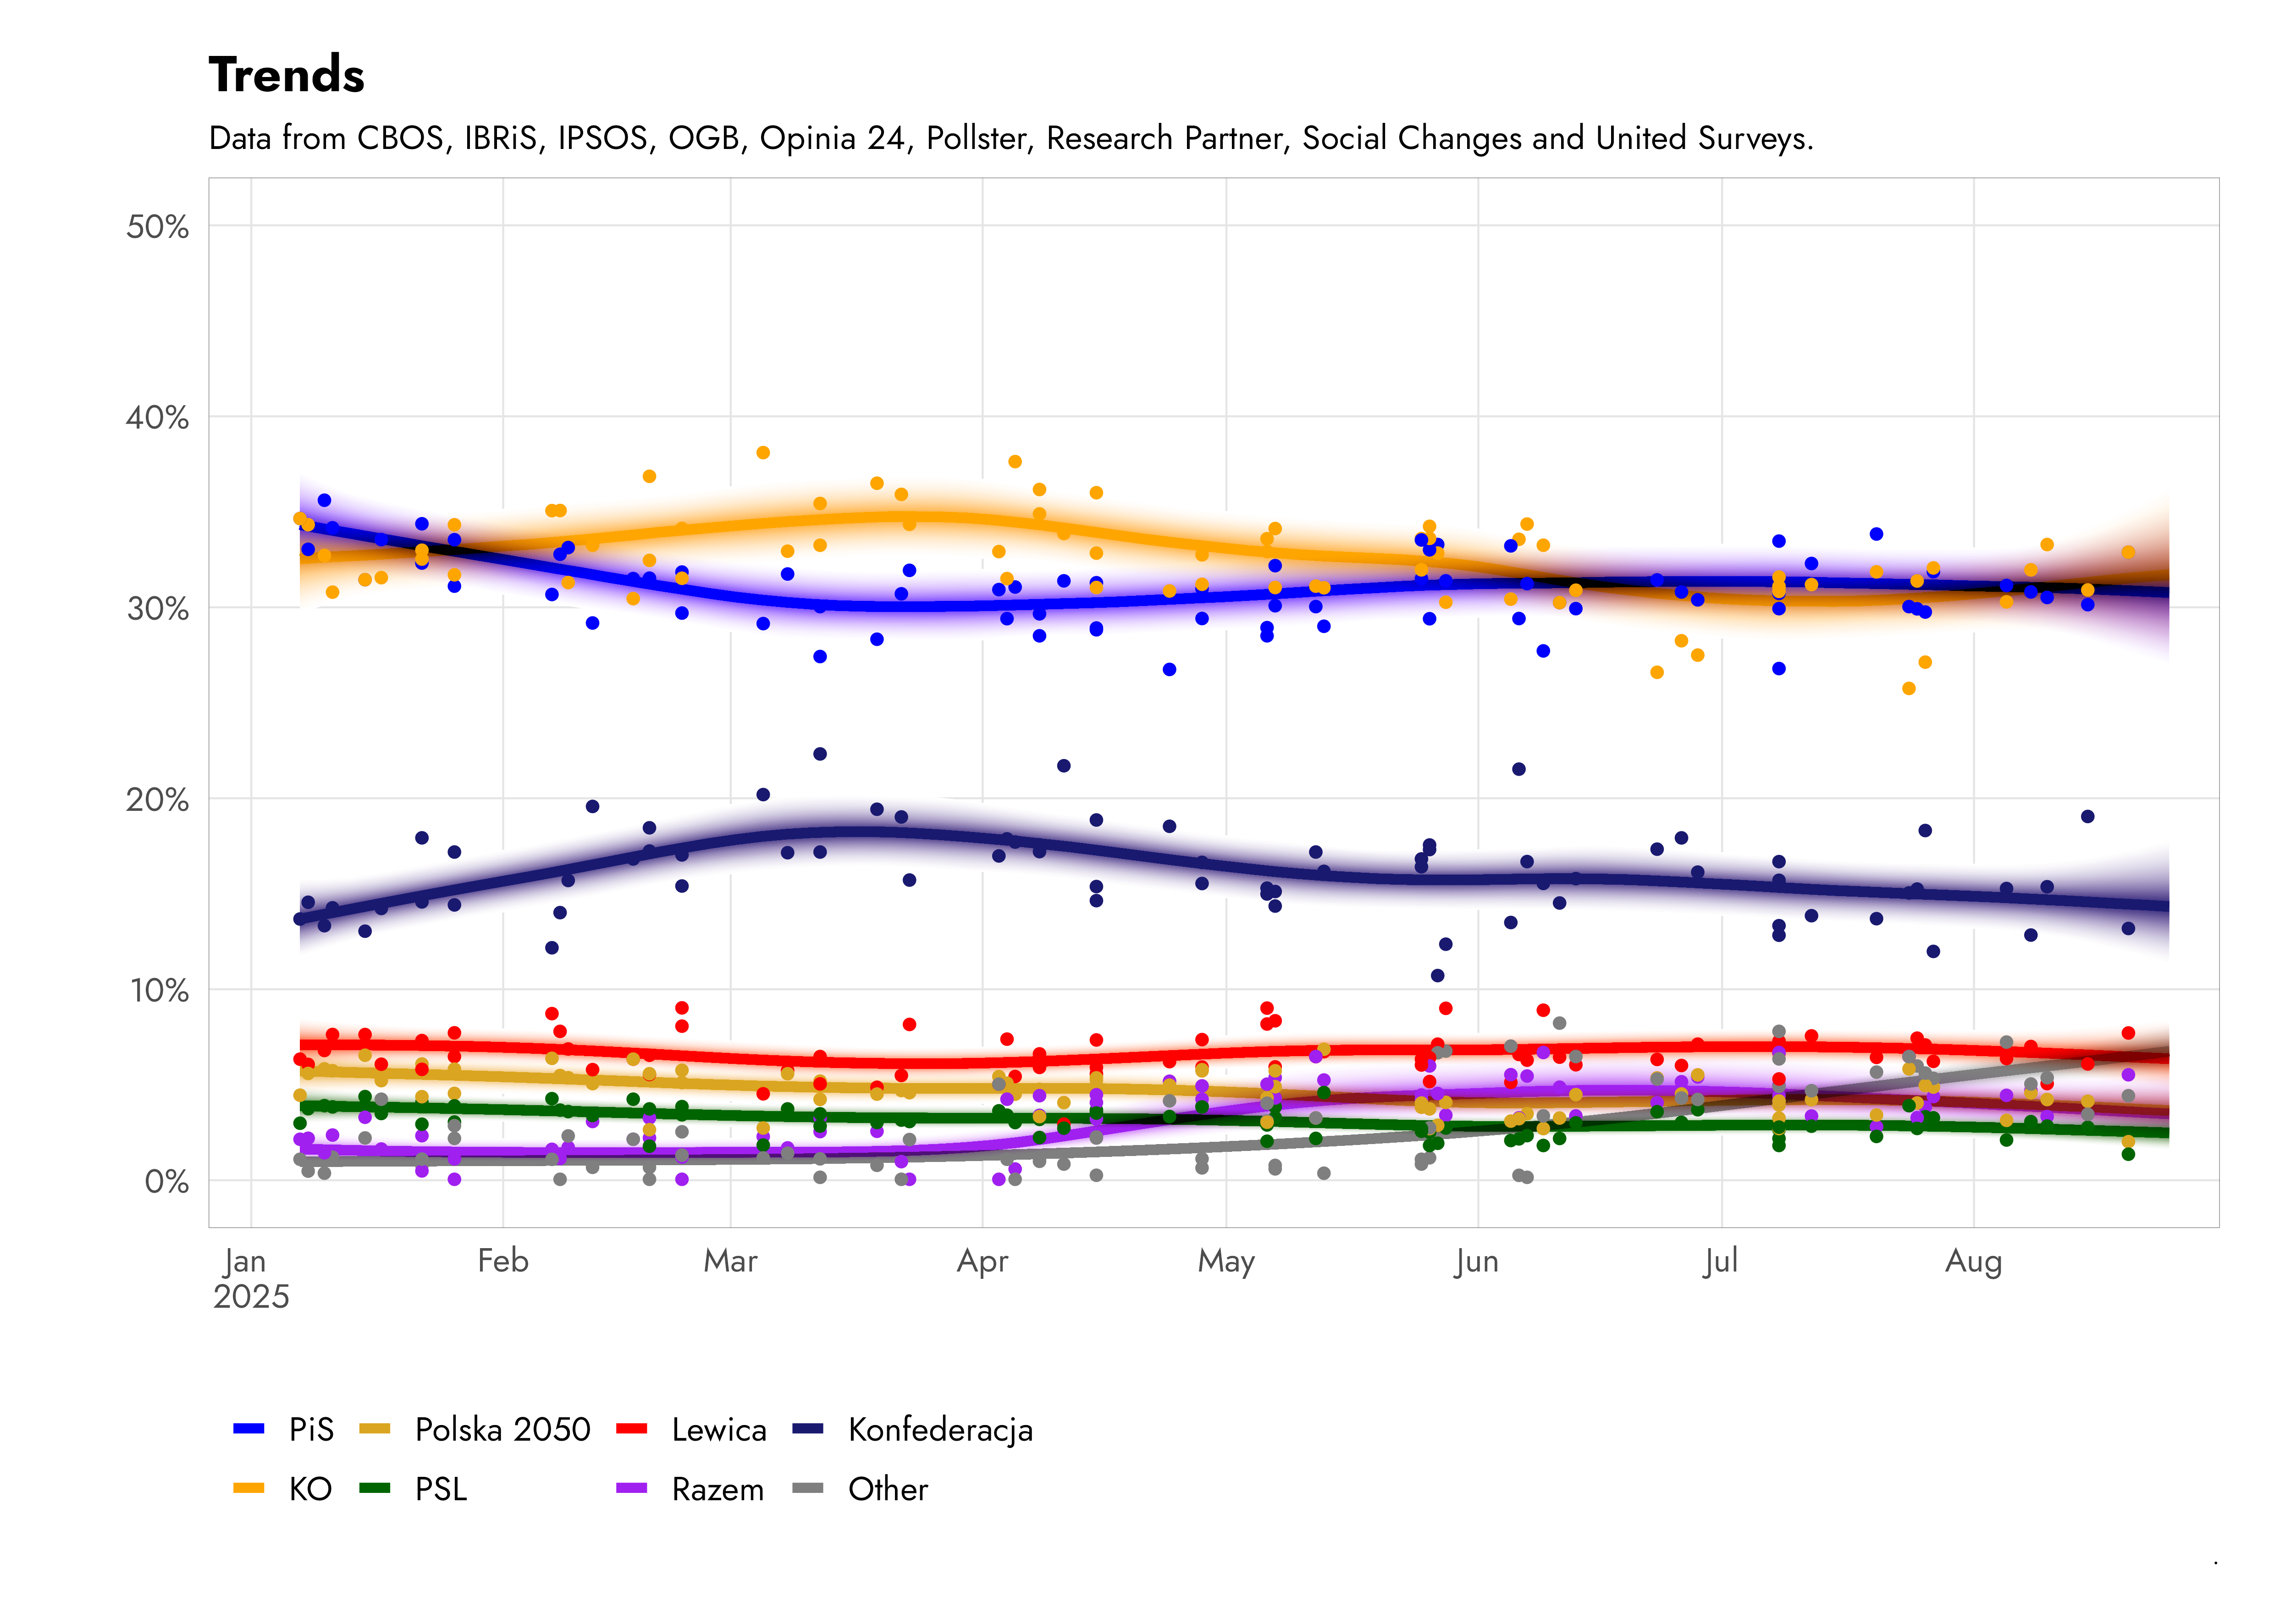 Trends
Data from CBOS, IBRiS, IPSOS, OGB, Opinia 24, Pollster, Research Partner, Social Changes and United Surveys.
50%
40%
30%
20%
10%
0%
Jan Feb Mar Apr May Jun Jul Aug
2025
PiS Polska 2050 Lewica Konfederacja
KO PSL Razem Other
.